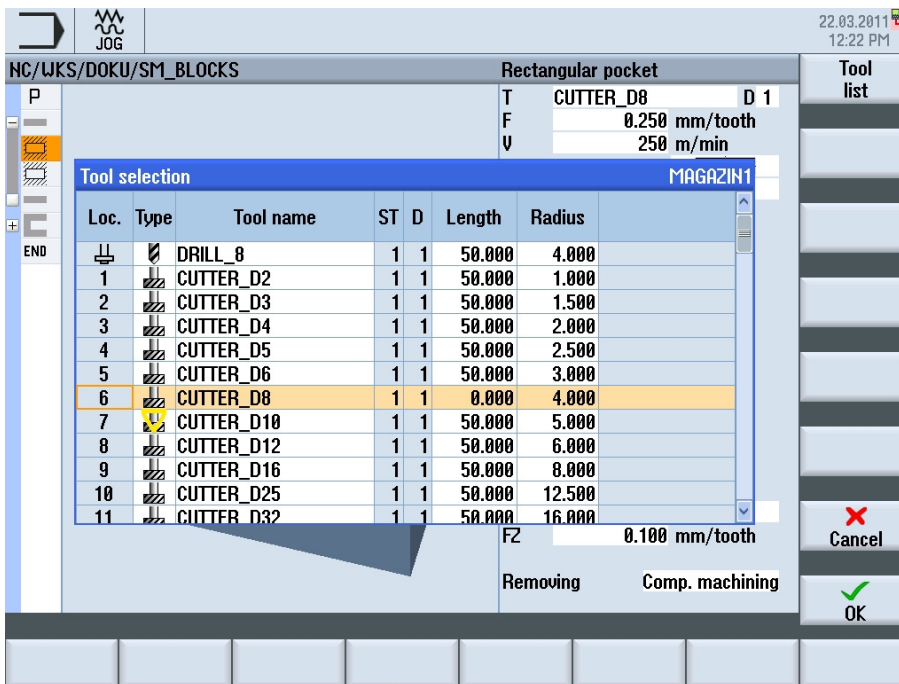 JOG
22.03.2011
12:22 PM
NC/WKS/DOKU/SM_BLOCKS
Rectangular pocket
Tool list
P
T CUTTER_D8 D 1
F 0.250 mm/tooth
V 250 m/min
Tool selection MAGAZIN1
Loc. Type Tool name ST D Length Radius
DRILL_8 1 1 50.000 4.000
1 CUTTER_D2 1 1 50.000 1.000
2 CUTTER_D3 1 1 50.000 1.500
3 CUTTER_D4 1 1 50.000 2.000
4 CUTTER_D5 1 1 50.000 2.500
5 CUTTER_D6 1 1 50.000 3.000
6 CUTTER_D8 1 1 0.000 4.000
7 CUTTER_D10 1 1 50.000 5.000
8 CUTTER_D12 1 1 50.000 6.000
9 CUTTER_D16 1 1 50.000 8.000
10 CUTTER_D25 1 1 50.000 12.500
11 CUTTER_D32 1 1 50.000 16.000
END
FZ 0.100 mm/tooth
Removing Comp. machining
Cancel
OK